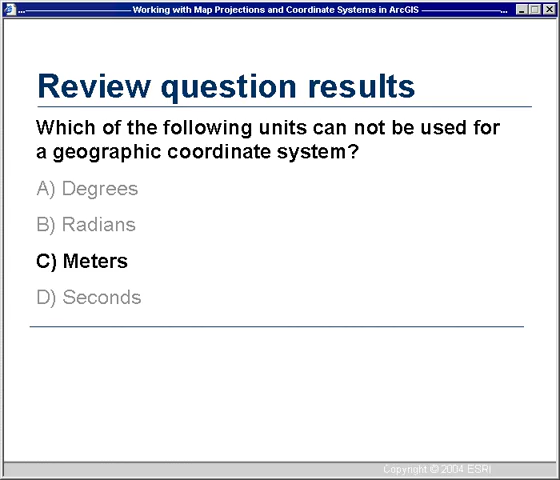 Working with Map Projections and Coordinate Systems in ArcGIS
Review question results
Which of the following units can not be used for
a geographic coordinate system?
A) Degrees
B) Radians
C) Meters
D) Seconds
Copyright © 2004 ESRI